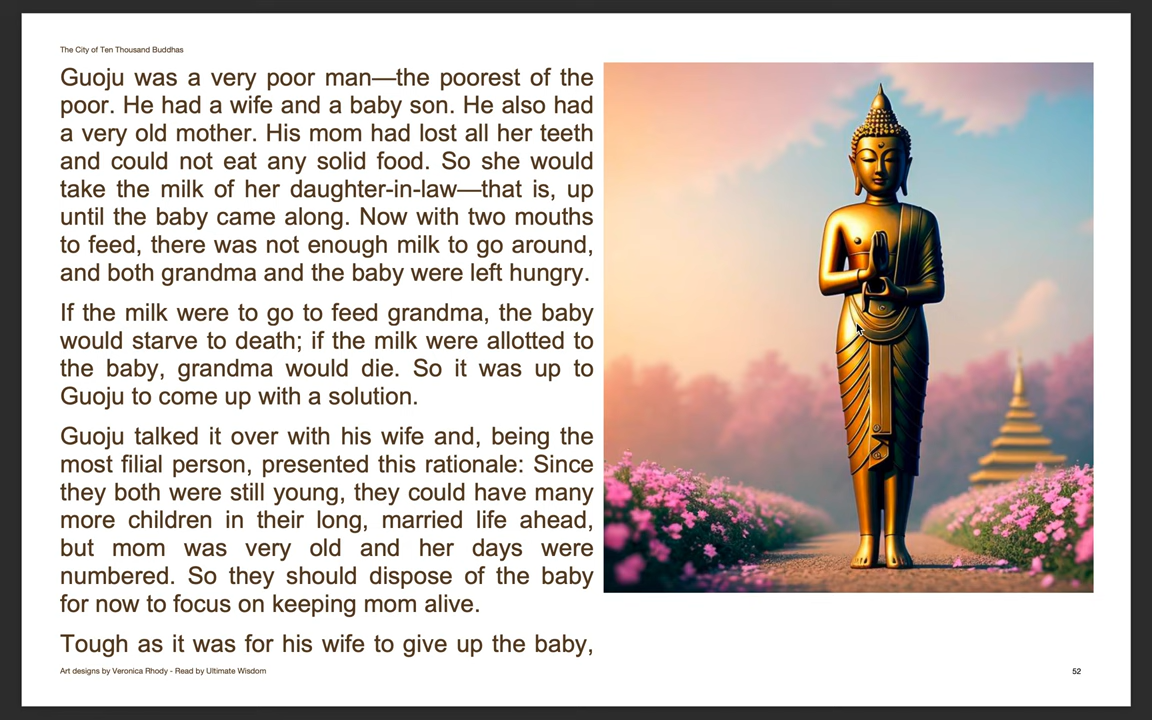 The City of Ten Thousand Buddhas
Guoju was a very poor man—the poorest of the
poor. He had a wife and a baby son. He also had
a very old mother. His mom had lost all her teeth
and could not eat any solid food. So she would
take the milk of her daughter-in-law—that is, up
until the baby came along. Now with two mouths
to feed, there was not enough milk to go around,
and both grandma and the baby were left hungry.
If the milk were to go to feed grandma, the baby
would starve to death; if the milk were allotted to
the baby, grandma would die. So it was up to
Guoju to come up with a solution.
Guoju talked it over with his wife and, being the
most filial person, presented this rationale: Since
they both were still young, they could have many
more children in their long, married life ahead,
but mom was very old and her days were
numbered. So they should dispose of the baby
for now to focus on keeping mom alive.
Tough as it was for his wife to give up the baby,
Art designs by Veronica Rhody - Read by Ultimate Wisdom
52